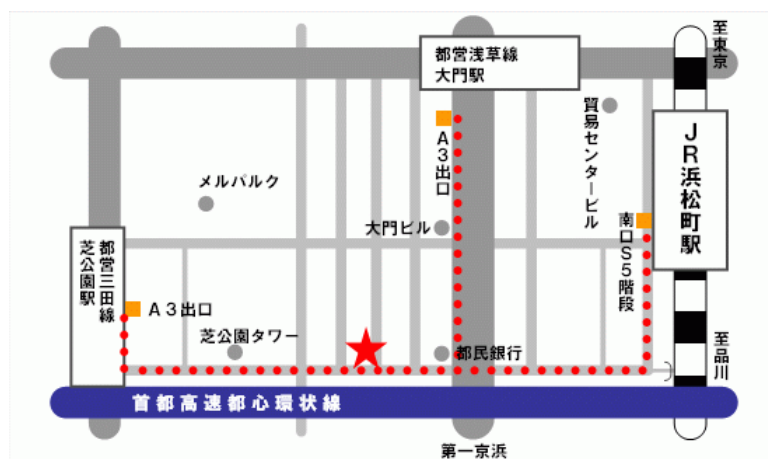 至東京
都営浅草線
大門駅
貿易センタービル
JR浜松町駅
A3出口
メルパルク
大門ビル
南口S5階段
都営三田線
芝公園駅
A3出口
芝公園タワー
都民銀行
至品川
首都高速都心環状線
第一京浜